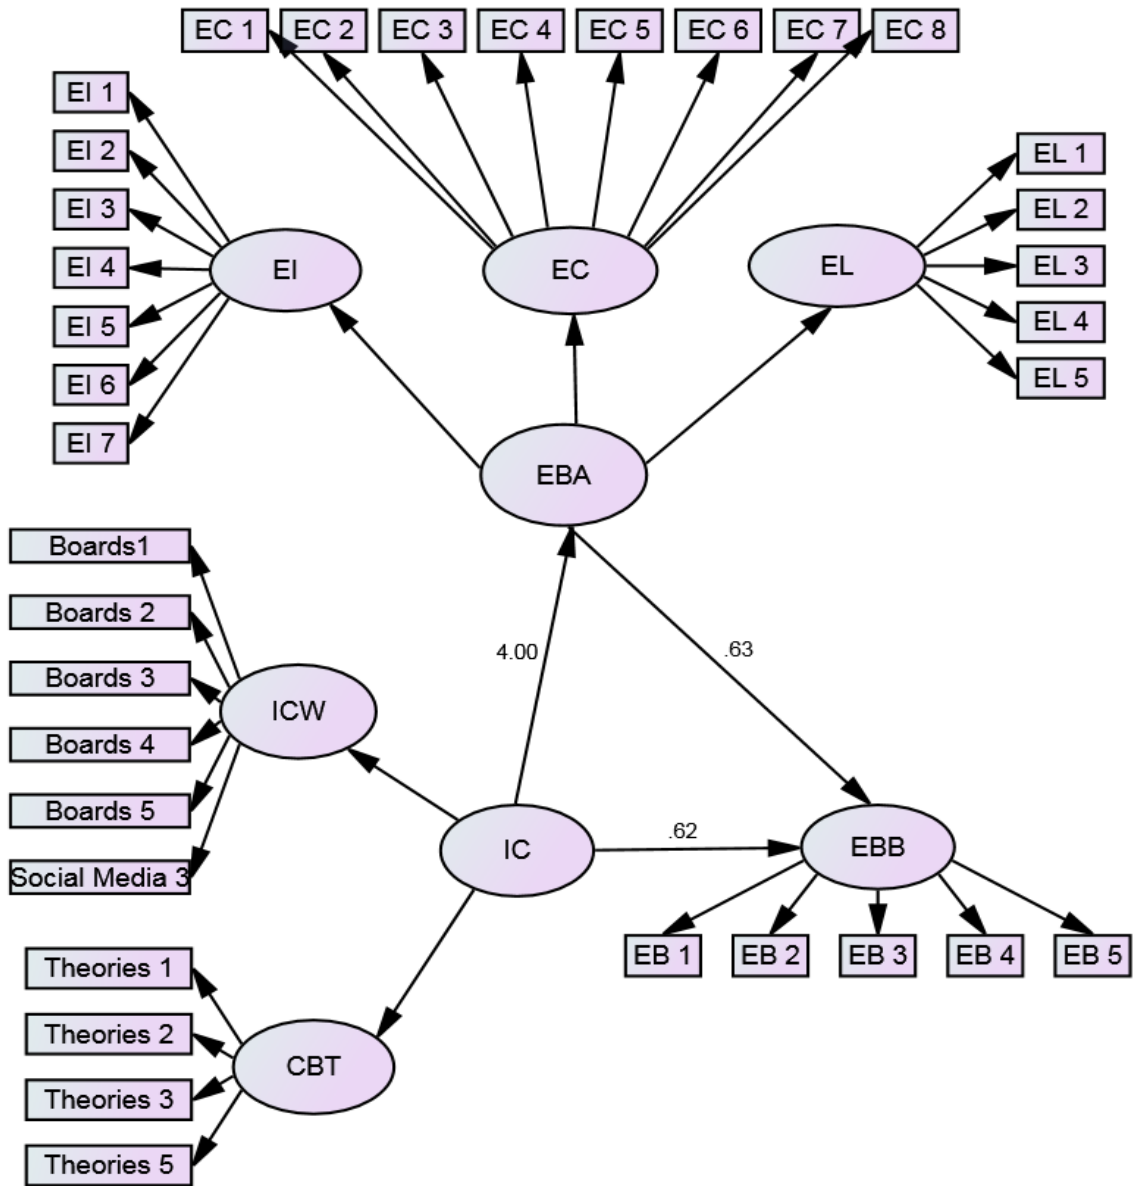 EC 1
EC 2
EC 3
EC 4
EC 5
EC 6
EC 7
EC 8
EI 1
EI 2
EI 3
EI 4
EI 5
EI 6
EI 7
EI
EC
EL
EL 1
EL 2
EL 3
EL 4
EL 5
EBA
Boards1
Boards 2
Boards 3
Boards 4
Boards 5
Social Media 3
ICW
4.00
.63
IC
.62
EBB
EB 1
EB 2
EB 3
EB 4
EB 5
Theories 1
Theories 2
Theories 3
Theories 5
CBT